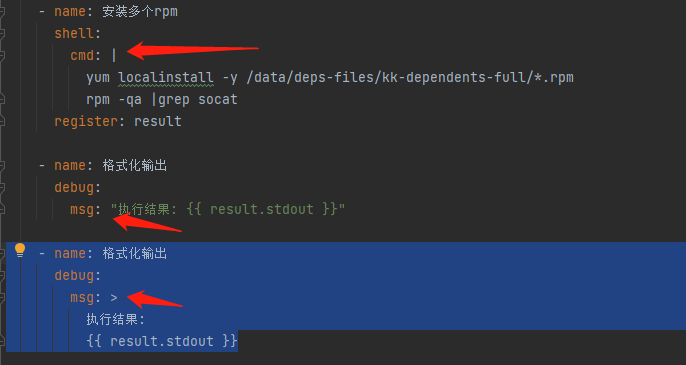 - name: 安装多个rpm
  shell:
    cmd: |
      yum localinstall -y /data/deps-files/kk-dependents-full/*.rpm
      rpm -qa |grep socat
  register: result
- name: 格式化输出
  debug:
    msg: "执行结果: {{ result.stdout }}"
- name: 格式化输出
  debug:
    msg: >
      执行结果:
      {{ result.stdout }}